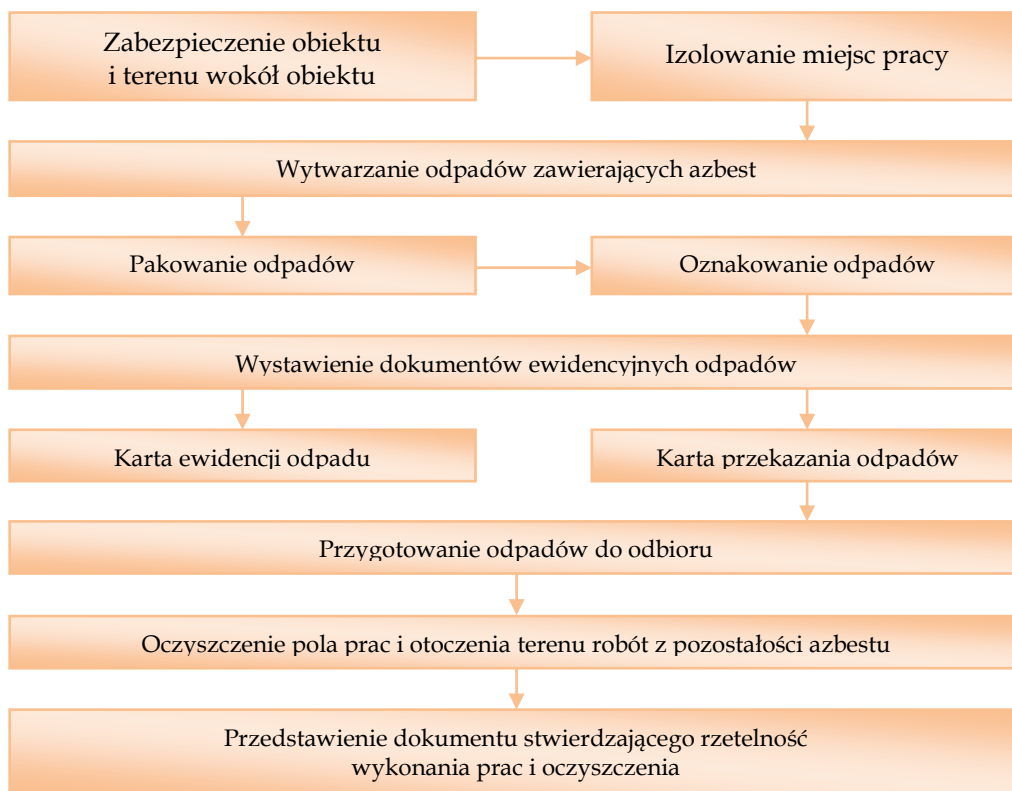 Zabezpieczenie obiektu
i terenu wokół obiektu
Izolowanie miejsc pracy
Wytwarzanie odpadów zawierających azbest
Pakowanie odpadów
Oznakowanie odpadów
Wystawienie dokumentów ewidencyjnych odpadów
Karta ewidencji odpadu
Karta przekazania odpadów
Przygotowanie odpadów do odbioru
Oczyszczenie pola prac i otoczenia terenu robót z pozostałości azbestu
Przedstawienie dokumentu stwierdzającego rzetelność
wykonania prac i oczyszczenia